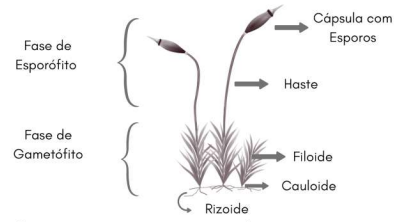 Cápsula com
Esporos
Fase de
Esporófito
Haste
Fase de
Gametófito
Filoide
Cauloide
Rizoide